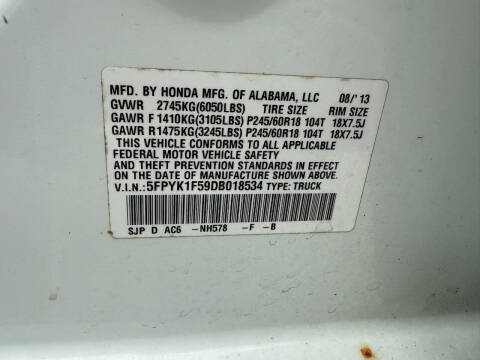 MFD. BY HONDA MFG. OF ALABAMA, LLC 08/'13
GVWR 2745KG(6050LBS) TIRE SIZE RIM SIZE
GAWR F 1410KG(3105LBS) P245/60R18 104T 18X7.5J
GAWR R1475KG(3245LBS) P245/60R18 104T 18X7.5J
THIS VEHICLE CONFORMS TO ALL APPLICABLE
FEDERAL MOTOR VEHICLE SAFETY
AND THEFT PREVENTION STANDARDS IN EFFECT
ON THE DATE OF MANUFACTURE SHOWN ABOVE.
V.I.N.: 5FPYK1F59DB018534 TYPE: TRUCK
SJP D AC6 -NH578 -F -B